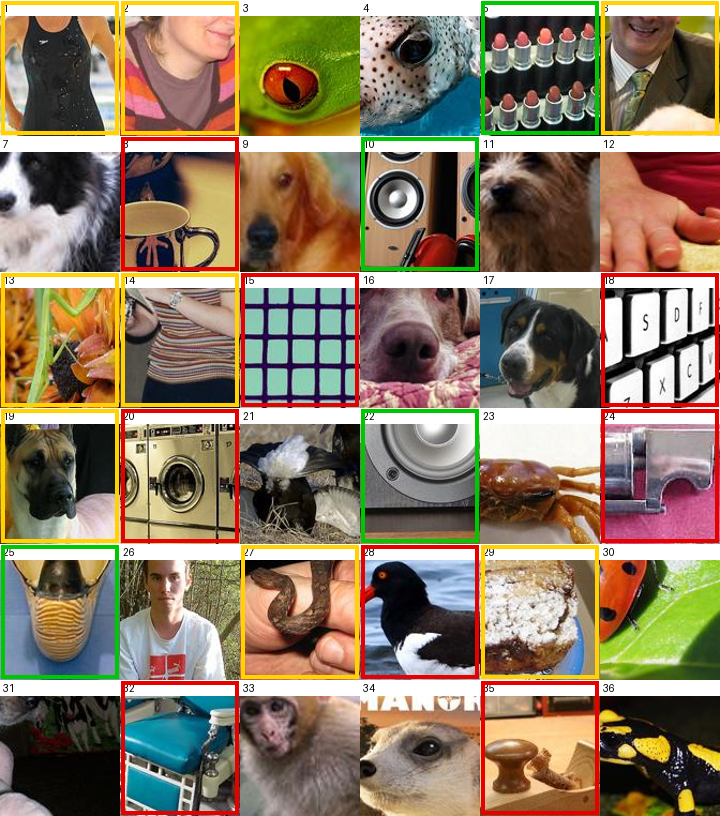 1 2 3 4 5 6
speedo
7 8 9 10 11 12
13 14 15 16 17 18
S D F
Z X C V
19 20 21 22 23 24
25 26 27 28 29 30
31 32 33 34 35 36
MANOR